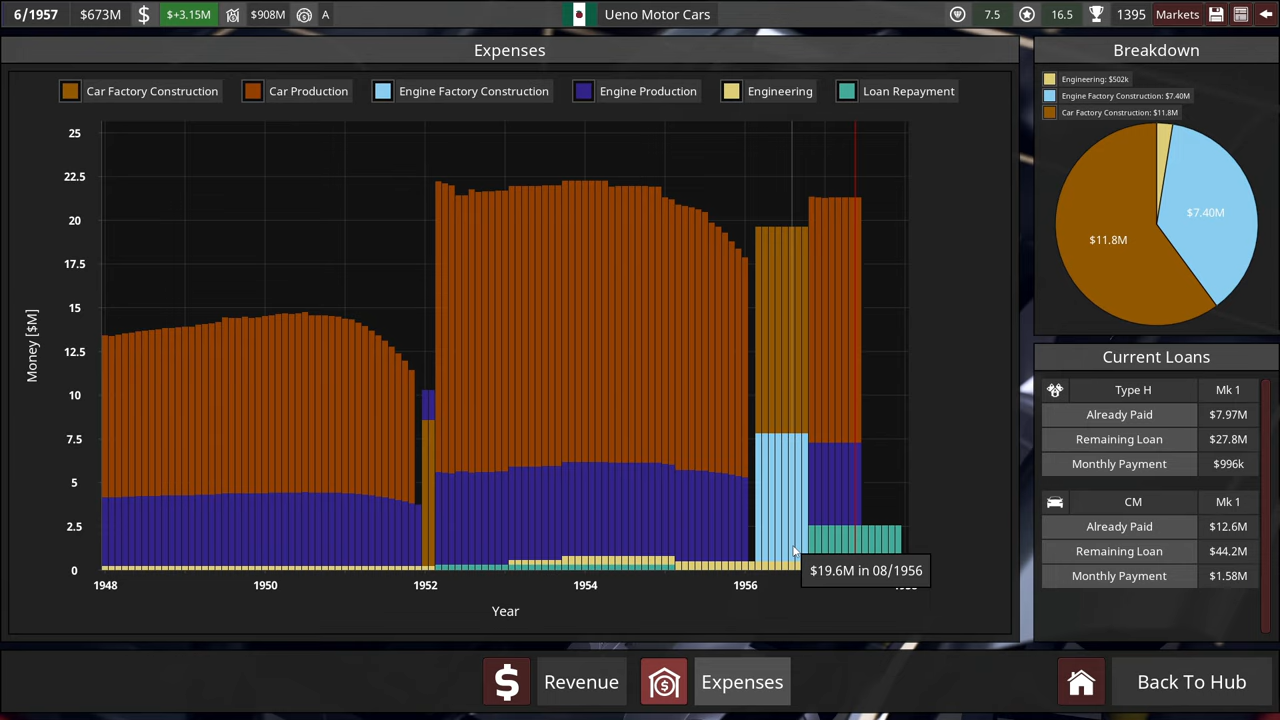 6/1957 $673M $+3.15M $908M A Ueno Motor Cars 7.5 16.5 1395 Markets
Expenses
Car Factory Construction Car Production Engine Factory Construction Engine Production Engineering Loan Repayment
Money [$M]
25
22.5
20
17.5
15
12.5
10
7.5
5
2.5
0
$19.6M in 08/1956
1948 1950 1952 1954 1956
Year
Breakdown
Engineering: $502k
Engine Factory Construction: $7.40M
Car Factory Construction: $11.8M
$7.40M
$11.8M
Current Loans
Type H Mk 1
Already Paid $7.97M
Remaining Loan $27.8M
Monthly Payment $996k
CM Mk 1
Already Paid $12.6M
Remaining Loan $44.2M
Monthly Payment $1.58M
Revenue Expenses Back To Hub